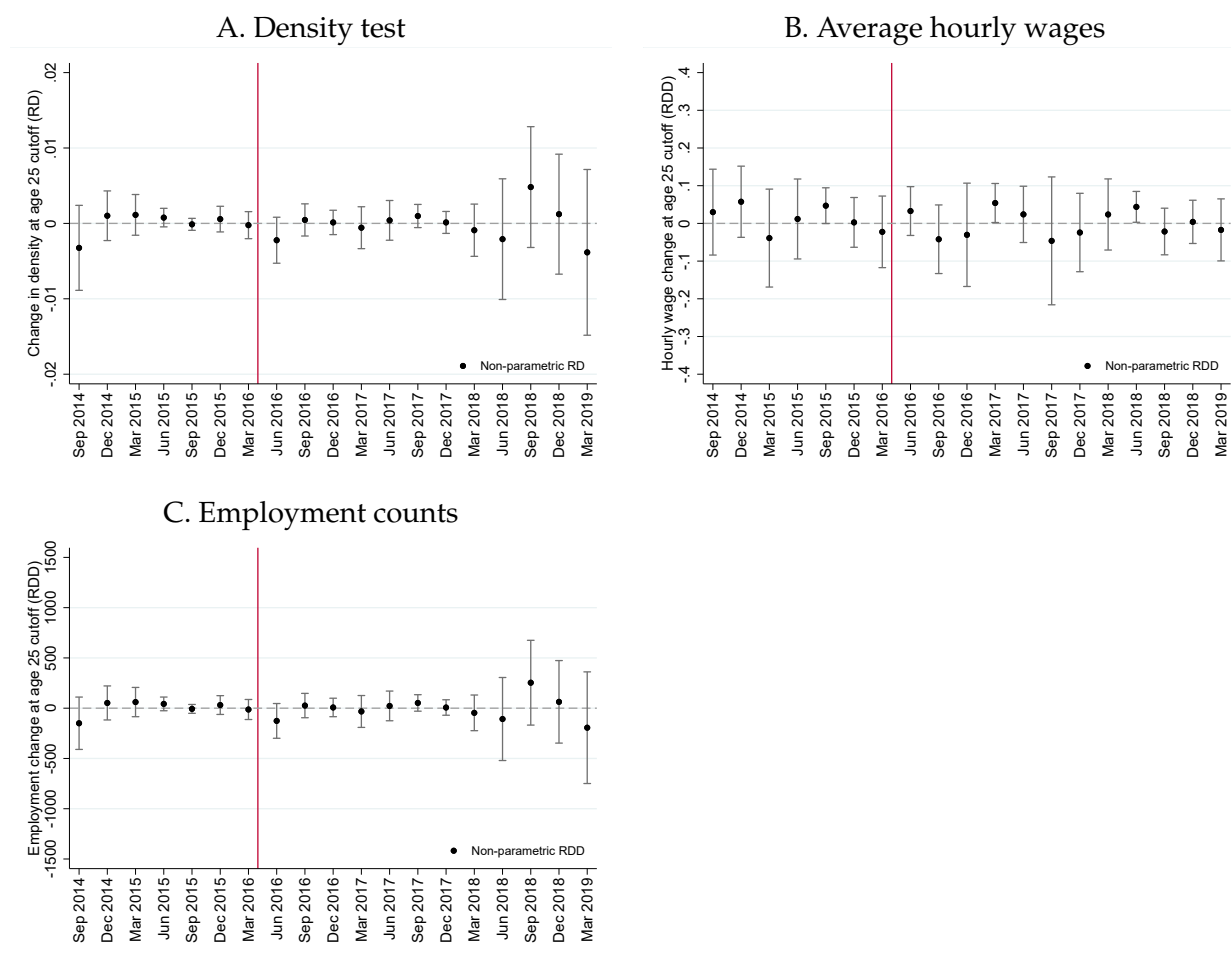 A. Density test
Change in density at age 25 cutoff (RD)
.02
.01
0
-.01
-.02
Non-parametric RD
Sep 2014
Dec 2014
Mar 2015
Jun 2015
Sep 2015
Dec 2015
Mar 2016
Jun 2016
Sep 2016
Dec 2016
Mar 2017
Jun 2017
Sep 2017
Dec 2017
Mar 2018
Jun 2018
Sep 2018
Dec 2018
Mar 2019
B. Average hourly wages
Hourly wage change at age 25 cutoff (RDD)
.4
.3
.2
.1
0
-.1
-.2
-.3
-.4
Non-parametric RDD
Sep 2014
Dec 2014
Mar 2015
Jun 2015
Sep 2015
Dec 2015
Mar 2016
Jun 2016
Sep 2016
Dec 2016
Mar 2017
Jun 2017
Sep 2017
Dec 2017
Mar 2018
Jun 2018
Sep 2018
Dec 2018
Mar 2019
C. Employment counts
Employment change at age 25 cutoff (RDD)
1500
1000
500
0
-500
-1000
-1500
Non-parametric RDD
Sep 2014
Dec 2014
Mar 2015
Jun 2015
Sep 2015
Dec 2015
Mar 2016
Jun 2016
Sep 2016
Dec 2016
Mar 2017
Jun 2017
Sep 2017
Dec 2017
Mar 2018
Jun 2018
Sep 2018
Dec 2018
Mar 2019